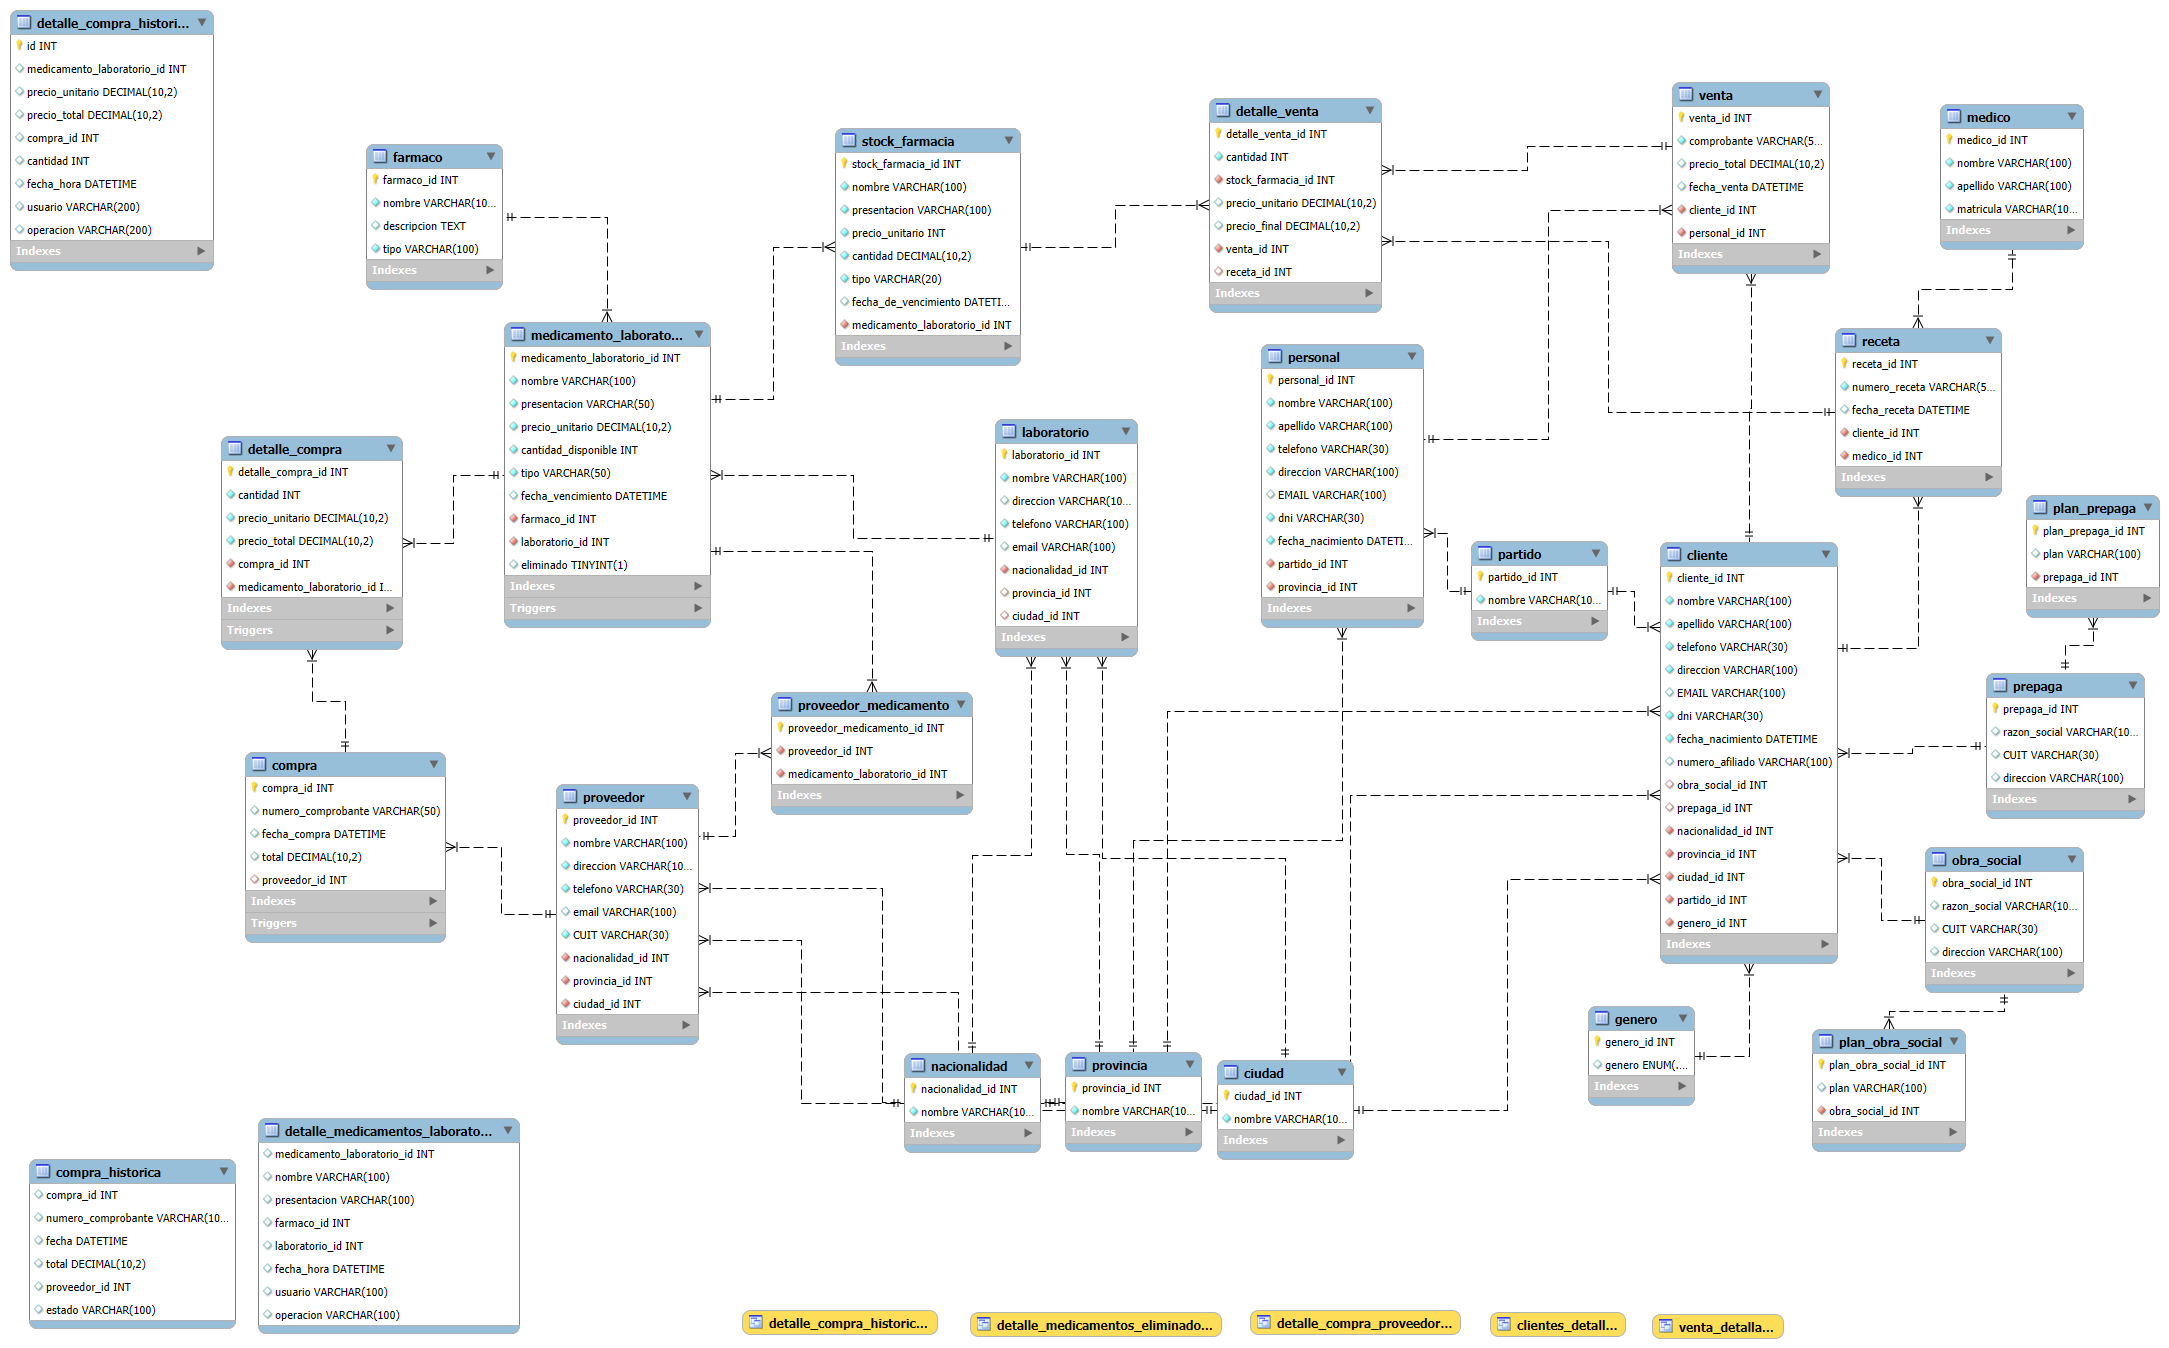 detalle_compra_histori...
id INT
medicamento_laboratorio_id INT
precio_unitario DECIMAL(10,2)
precio_total DECIMAL(10,2)
compra_id INT
cantidad INT
fecha_hora DATETIME
usuario VARCHAR(200)
operacion VARCHAR(200)
Indexes
farmaco
farmaco_id INT
nombre VARCHAR(10...
descripcion TEXT
tipo VARCHAR(100)
Indexes
stock_farmacia
stock_farmacia_id INT
nombre VARCHAR(100)
presentacion VARCHAR(100)
precio_unitario INT
cantidad DECIMAL(10,2)
tipo VARCHAR(20)
fecha_de_vencimiento DATETI...
medicamento_laboratorio_id INT
Indexes
detalle_venta
detalle_venta_id INT
cantidad INT
stock_farmacia_id INT
precio_unitario DECIMAL(10,2)
precio_final DECIMAL(10,2)
venta_id INT
receta_id INT
Indexes
venta
venta_id INT
comprobante VARCHAR(5...
precio_total DECIMAL(10,2)
fecha_venta DATETIME
cliente_id INT
personal_id INT
Indexes
medico
medico_id INT
nombre VARCHAR(100)
apellido VARCHAR(100)
matricula VARCHAR(10...
Indexes
medicamento_laborato...
medicamento_laboratorio_id INT
nombre VARCHAR(100)
presentacion VARCHAR(50)
precio_unitario DECIMAL(10,2)
cantidad_disponible INT
tipo VARCHAR(50)
fecha_vencimiento DATETIME
farmaco_id INT
laboratorio_id INT
eliminado TINYINT(1)
Indexes
Triggers
personal
personal_id INT
nombre VARCHAR(100)
apellido VARCHAR(100)
telefono VARCHAR(30)
direccion VARCHAR(100)
EMAIL VARCHAR(100)
dni VARCHAR(30)
fecha_nacimiento DATETI...
partido_id INT
provincia_id INT
Indexes
receta
receta_id INT
numero_receta VARCHAR(5...
fecha_receta DATETIME
cliente_id INT
medico_id INT
Indexes
detalle_compra
detalle_compra_id INT
cantidad INT
precio_unitario DECIMAL(10,2)
precio_total DECIMAL(10,2)
compra_id INT
medicamento_laboratorio_id I...
Indexes
Triggers
laboratorio
laboratorio_id INT
nombre VARCHAR(100)
direccion VARCHAR(10...
telefono VARCHAR(100)
email VARCHAR(100)
nacionalidad_id INT
provincia_id INT
ciudad_id INT
Indexes
partido
partido_id INT
nombre VARCHAR(10...
Indexes
cliente
cliente_id INT
nombre VARCHAR(100)
apellido VARCHAR(100)
telefono VARCHAR(30)
direccion VARCHAR(100)
EMAIL VARCHAR(100)
dni VARCHAR(30)
fecha_nacimiento DATETIME
numero_afiliado VARCHAR(100)
obra_social_id INT
prepaga_id INT
nacionalidad_id INT
provincia_id INT
ciudad_id INT
partido_id INT
genero_id INT
Indexes
plan_prepaga
plan_prepaga_id INT
plan VARCHAR(100)
prepaga_id INT
Indexes
prepaga
prepaga_id INT
razon_social VARCHAR(10...
CUIT VARCHAR(30)
direccion VARCHAR(100)
Indexes
proveedor_medicamento
proveedor_medicamento_id INT
proveedor_id INT
medicamento_laboratorio_id INT
Indexes
compra
compra_id INT
numero_comprobante VARCHAR(50)
fecha_compra DATETIME
total DECIMAL(10,2)
proveedor_id INT
Indexes
Triggers
proveedor
proveedor_id INT
nombre VARCHAR(100)
direccion VARCHAR(10...
telefono VARCHAR(30)
email VARCHAR(100)
CUIT VARCHAR(30)
nacionalidad_id INT
provincia_id INT
ciudad_id INT
Indexes
obra_social
obra_social_id INT
razon_social VARCHAR(10...
CUIT VARCHAR(30)
direccion VARCHAR(100)
Indexes
genero
genero_id INT
genero ENUM(....
Indexes
plan_obra_social
plan_obra_social_id INT
plan VARCHAR(100)
obra_social_id INT
Indexes
nacionalidad
nacionalidad_id INT
nombre VARCHAR(10...
Indexes
provincia
provincia_id INT
nombre VARCHAR(10...
Indexes
ciudad
ciudad_id INT
nombre VARCHAR(10...
Indexes
compra_historica
compra_id INT
numero_comprobante VARCHAR(10...
fecha DATETIME
total DECIMAL(10,2)
proveedor_id INT
estado VARCHAR(100)
detalle_medicamentos_laborato...
medicamento_laboratorio_id INT
nombre VARCHAR(100)
presentacion VARCHAR(100)
farmaco_id INT
laboratorio_id INT
fecha_hora DATETIME
usuario VARCHAR(100)
operacion VARCHAR(100)
detalle_compra_historic...
detalle_medicamentos_eliminado...
detalle_compra_proveedor...
clientes_detall...
venta_detalla...